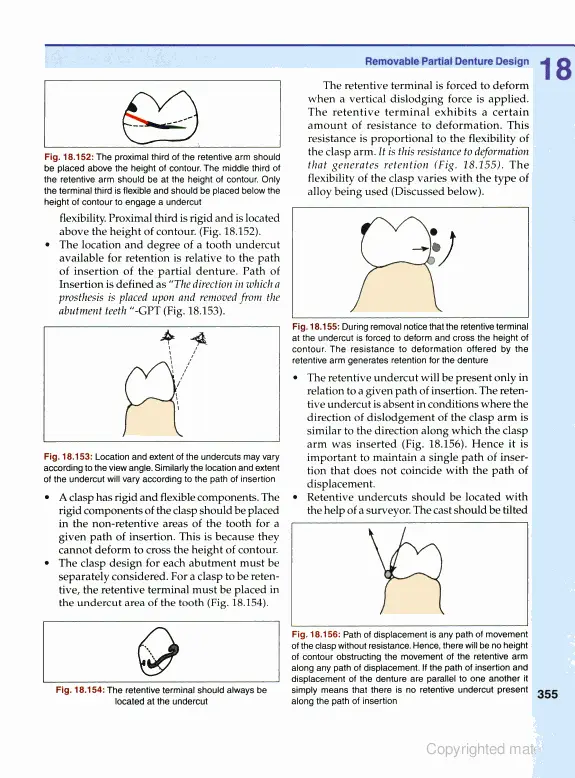 Removable Partial Denture Design
18
Fig. 18.152: The proximal third of the retentive arm should
be placed above the height of contour. The middle third of
the retentive arm should be at the height of contour. Only
the terminal third is flexible and should be placed below the
height of contour to engage a undercut
flexibility. Proximal third is rigid and is located
above the height of contour. (Fig. 18.152).
• The location and degree of a tooth undercut
available for retention is relative to the path
of insertion of the partial denture. Path of
Insertion is defined as "The direction in which a
prosthesis is placed upon and removed from the
abutment teeth "-GPT (Fig. 18.153).
Fig. 18.153: Location and extent of the undercuts may vary
according to the view angle. Similarly the location and extent
of the undercut will vary according to the path of insertion
• A clasp has rigid and flexible components. The
rigid components of the clasp should be placed
in the non-retentive areas of the tooth for a
given path of insertion. This is because they
cannot deform to cross the height of contour.
• The clasp design for each abutment must be
separately considered. For a clasp to be reten-
tive, the retentive terminal must be placed in
the undercut area of the tooth (Fig. 18.154).
Fig. 18.154: The retentive terminal should always be
located at the undercut
The retentive terminal is forced to deform
when a vertical dislodging force is applied.
The retentive terminal exhibits a certain
amount of resistance to deformation. This
resistance is proportional to the flexibility of
the clasp arm. It is this resistance to deformation
that generates retention (Fig. 18.155). The
flexibility of the clasp varies with the type of
alloy being used (Discussed below).
Fig. 18.155: During removal notice that the retentive terminal
at the undercut is forced to deform and cross the height of
contour. The resistance to deformation offered by the
retentive arm generates retention for the denture
• The retentive undercut will be present only in
relation to a given path of insertion. The reten-
tive undercut is absent in conditions where the
direction of dislodgement of the clasp arm is
similar to the direction along which the clasp
arm was inserted (Fig. 18.156). Hence it is
important to maintain a single path of inser-
tion that does not coincide with the path of
displacement.
• Retentive undercuts should be located with
the help of a surveyor. The cast should be tilted
Fig. 18.156: Path of displacement is any path of movement
of the clasp without resistance. Hence, there will be no height
of contour obstructing the movement of the retentive arm
along any path of displacement. If the path of insertion and
displacement of the denture are parallel to one another it
simply means that there is no retentive undercut present
along the path of insertion
355
Copyrighted mate